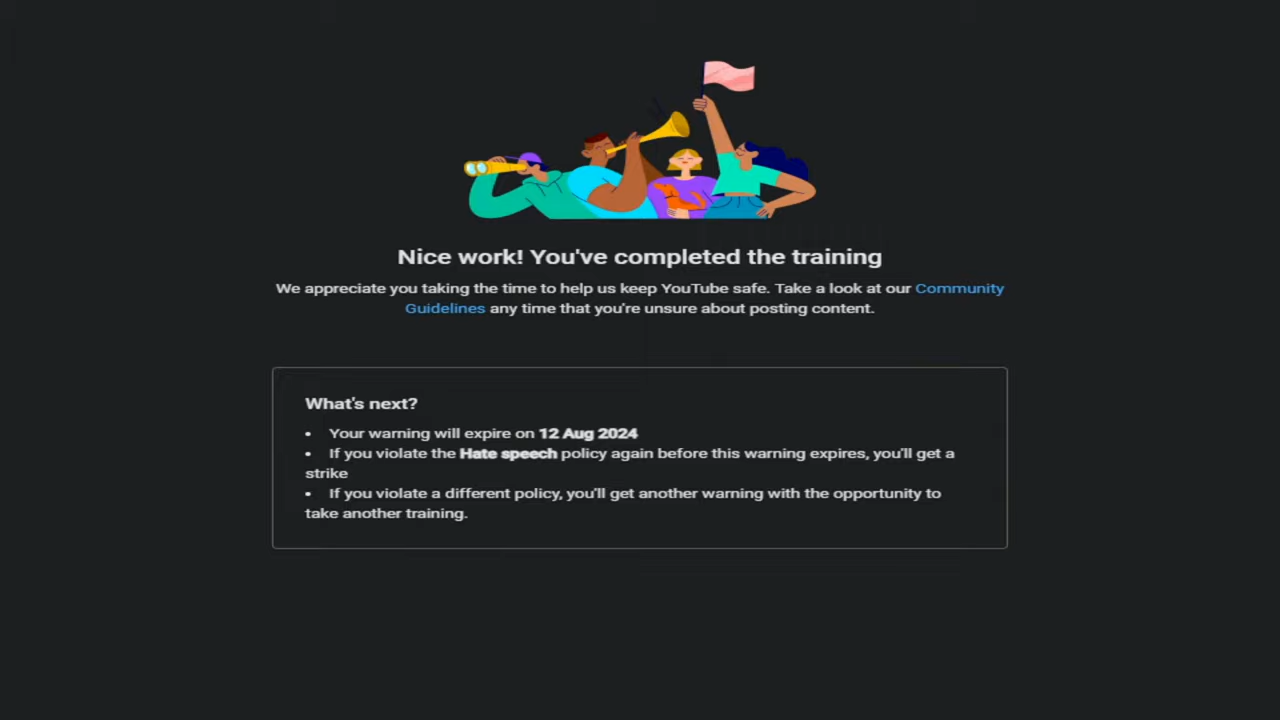 Nice work! You've completed the training
We appreciate you taking the time to help us keep YouTube safe. Take a look at our Community
Guidelines any time that you're unsure about posting content.
What's next?
• Your warning will expire on 12 Aug 2024
• If you violate the Hate speech policy again before this warning expires, you'll get a
strike
• If you violate a different policy, you'll get another warning with the opportunity to
take another training.